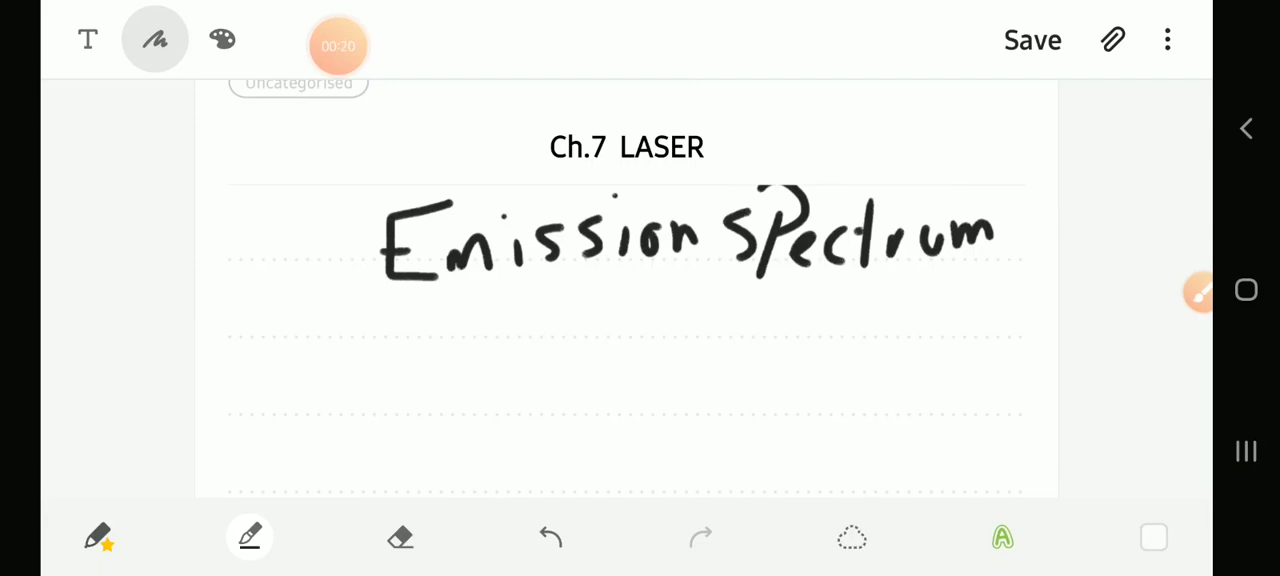 00:20
Save
Uncategorised
Ch.7 LASER
Emission spectrum